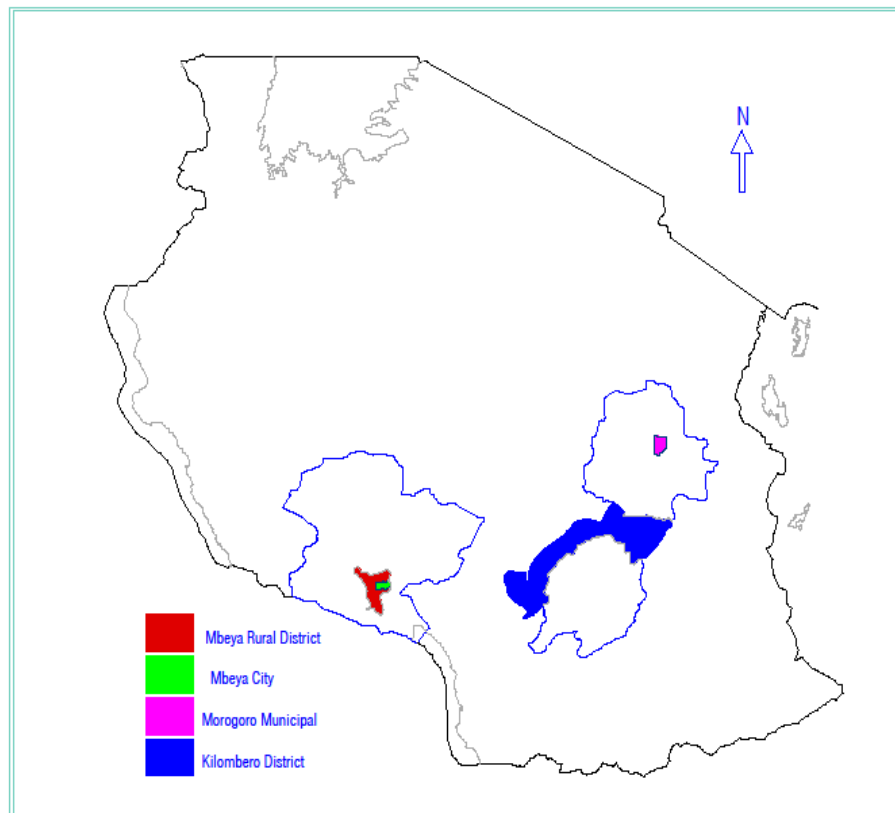 N
Mbeya Rural District
Mbeya City
Morogoro Municipal
Kilombero District